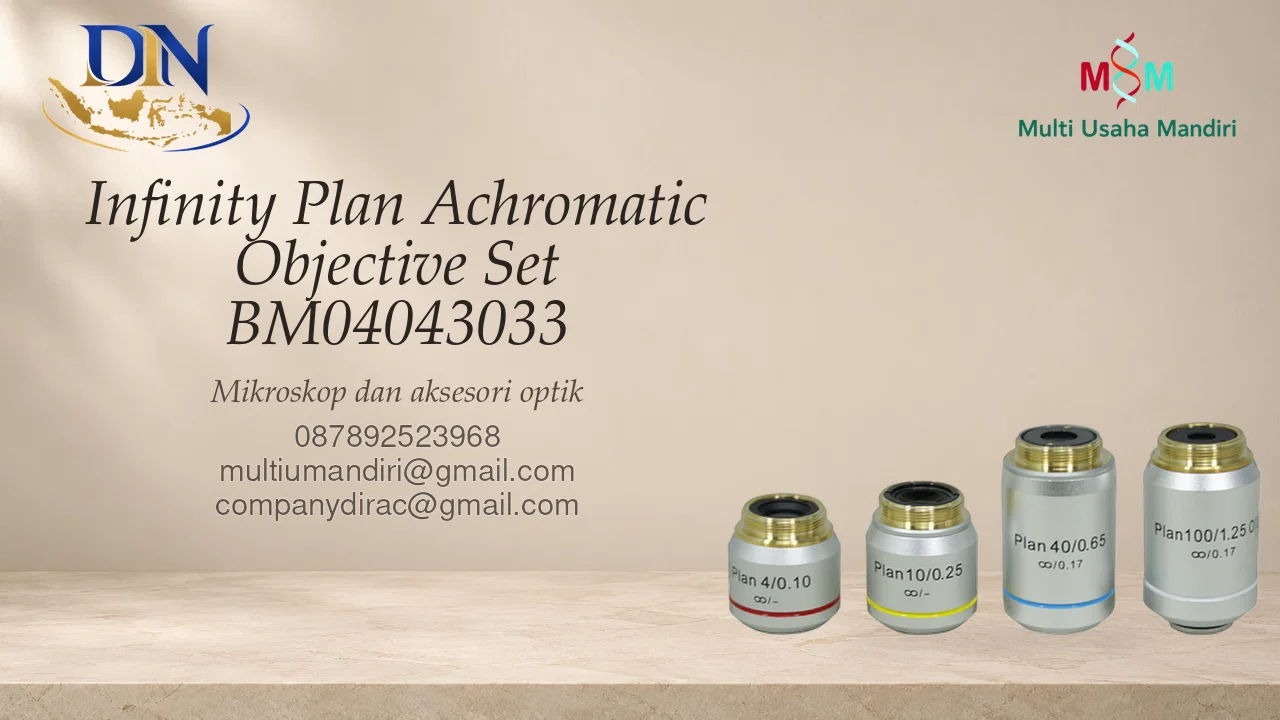 DN
M M
Multi Usaha Mandiri
Infinity Plan Achromatic
Objective Set
BM04043033
Mikroskop dan aksesori optik
087892523968
multiumandiri@gmail.com
companydirac@gmail.com
Plan 4/0.10
∞/–
Plan10/0.25
∞/–
Plan 40/0.65
∞/0.17
Plan100/1.25
∞/0.17